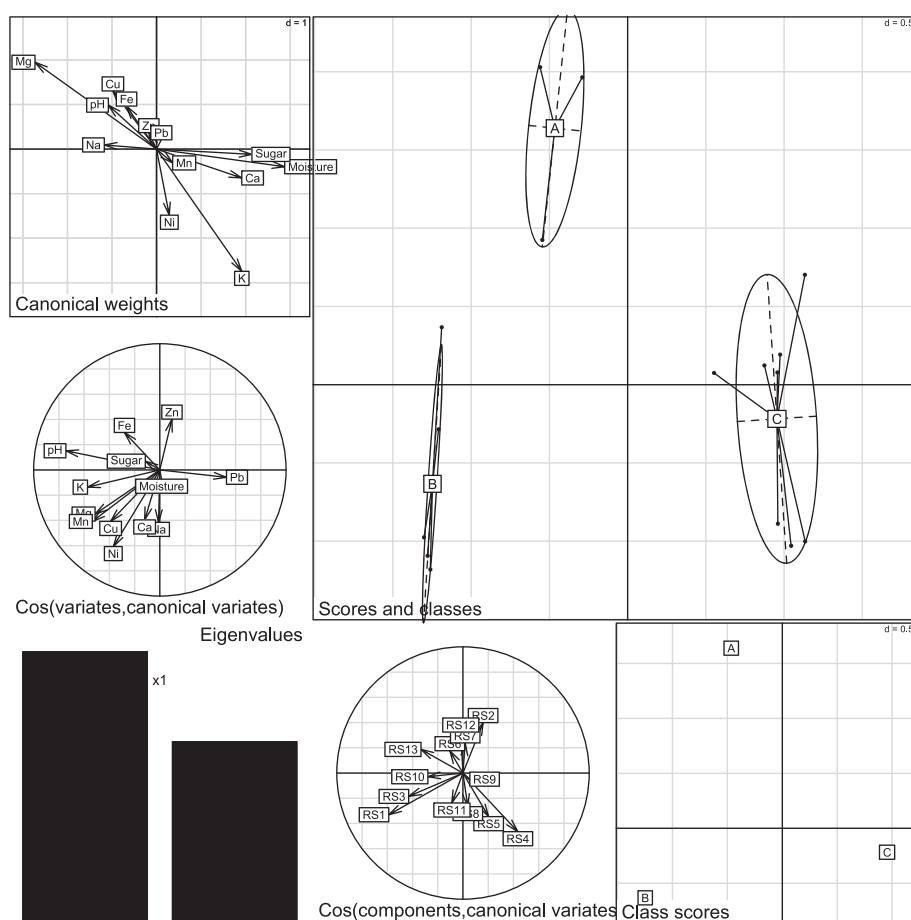 d = 1
Mg
Cu
Fe
pH
Pb
Na
Mn
Sugar
Moisture
Ca
Ni
K
Canonical weights
d = 0.5
A
B
C
Scores and classes
Zn
Fe
pH
Sugar
K
Moisture
Pb
Mn
Cu
Ca
Ni
Cos(variates,canonical variates)
Eigenvalues
x1
RS2
RS12
RS7
RS13
RS10
RS9
RS3
RS1
RS11
RS5
RS4
Cos(components,canonical variates
d = 0.5
A
C
B
Class scores